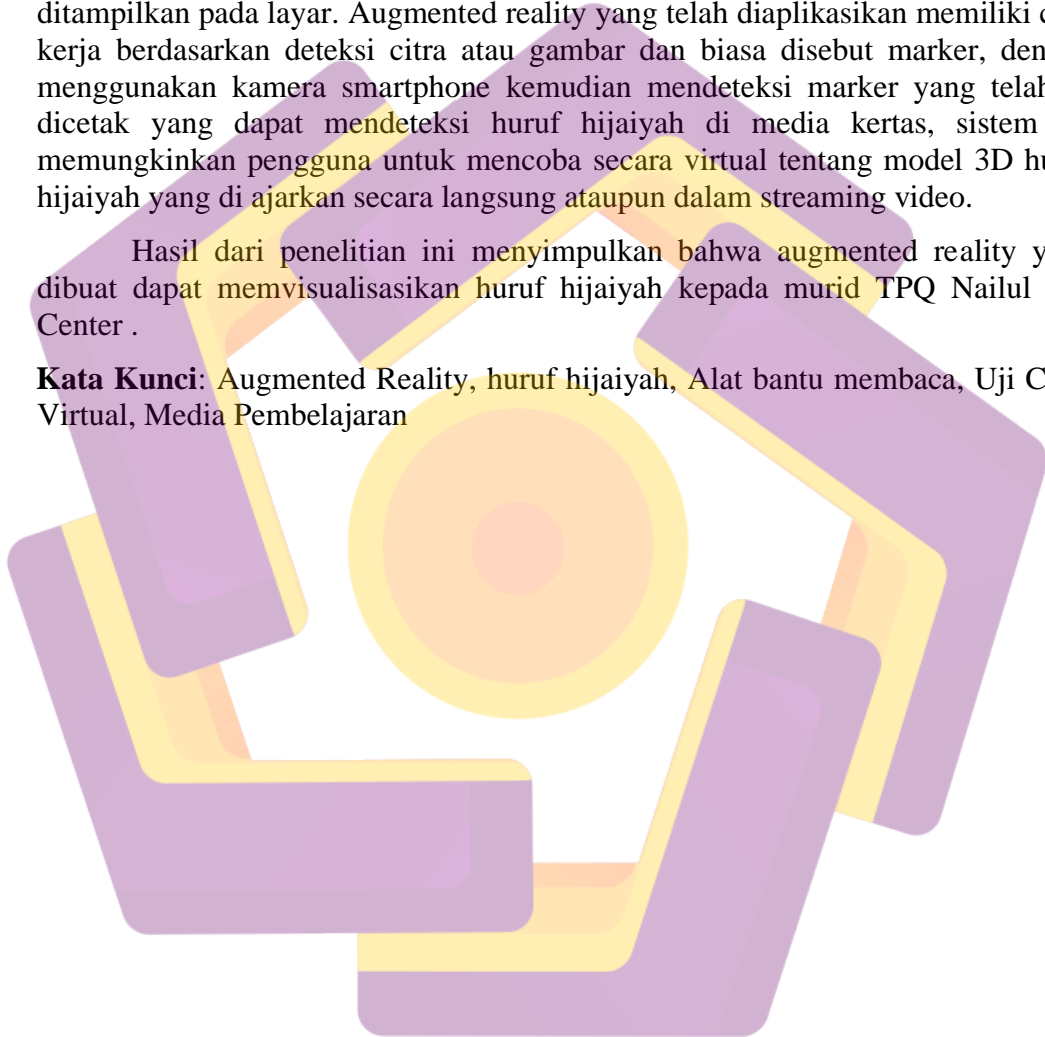 ditampilkan pada layar. Augmented reality yang telah diaplikasikan memiliki
kerja berdasarkan deteksi citra atau gambar dan biasa disebut marker,
menggunakan kamera smartphone kemudian mendeteksi marker yang telah
dicetak yang dapat mendeteksi huruf hijaiyah di media kertas, sistem
memungkinkan pengguna untuk mencoba secara virtual tentang model 3D
hijaiyah yang di ajarkan secara langsung ataupun dalam streaming video.
Hasil dari penelitian ini menyimpulkan bahwa augmented reality
dibuat dapat memvisualisasikan huruf hijaiyah kepada murid TPQ Nailul
Center .
Kata Kunci: Augmented Reality, huruf hijaiyah, Alat bantu membaca, Uji
Virtual, Media Pembelajaran